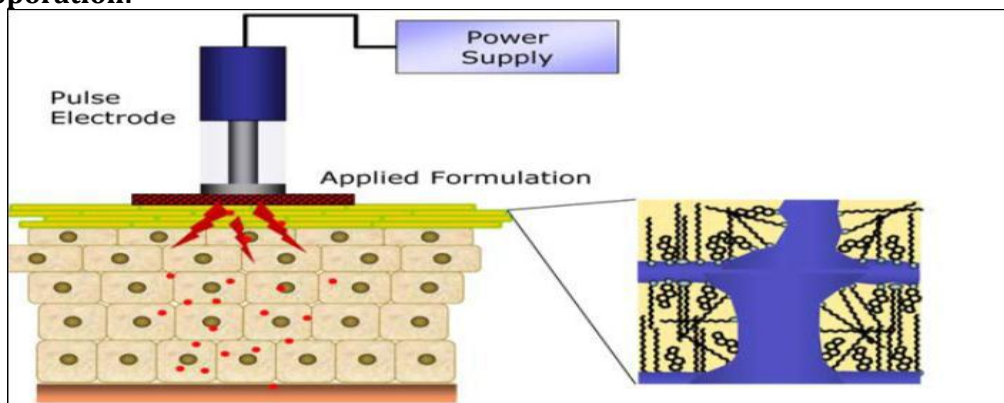 Power
Supply
Pulse
Electrode
Applied Formulation